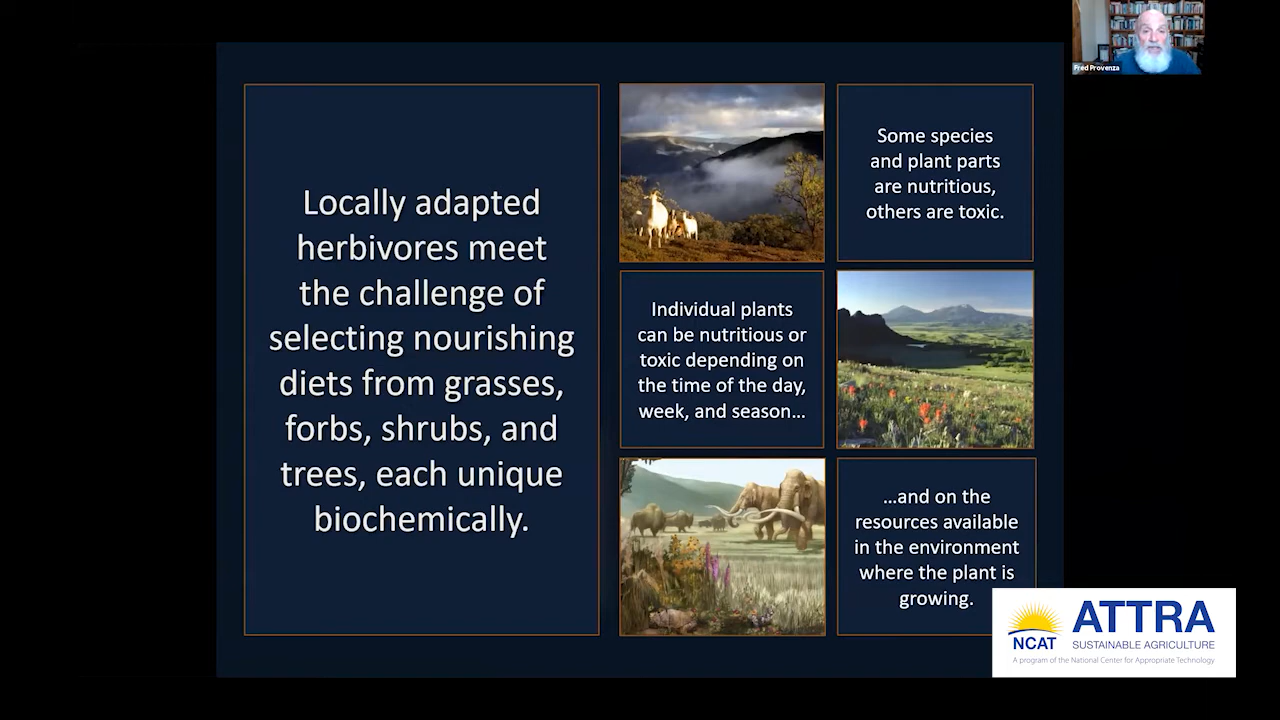 Fred Provenza
Locally adapted
herbivores meet
the challenge of
selecting nourishing
diets from grasses,
forbs, shrubs, and
trees, each unique
biochemically.
Some species
and plant parts
are nutritious,
others are toxic.
Individual plants
can be nutritious or
toxic depending on
the time of the day,
week, and season...
...and on the
resources available
in the environment
where the plant is
growing.
NCAT
ATTRA
SUSTAINABLE AGRICULTURE
A program of the National Center for Appropriate Technology